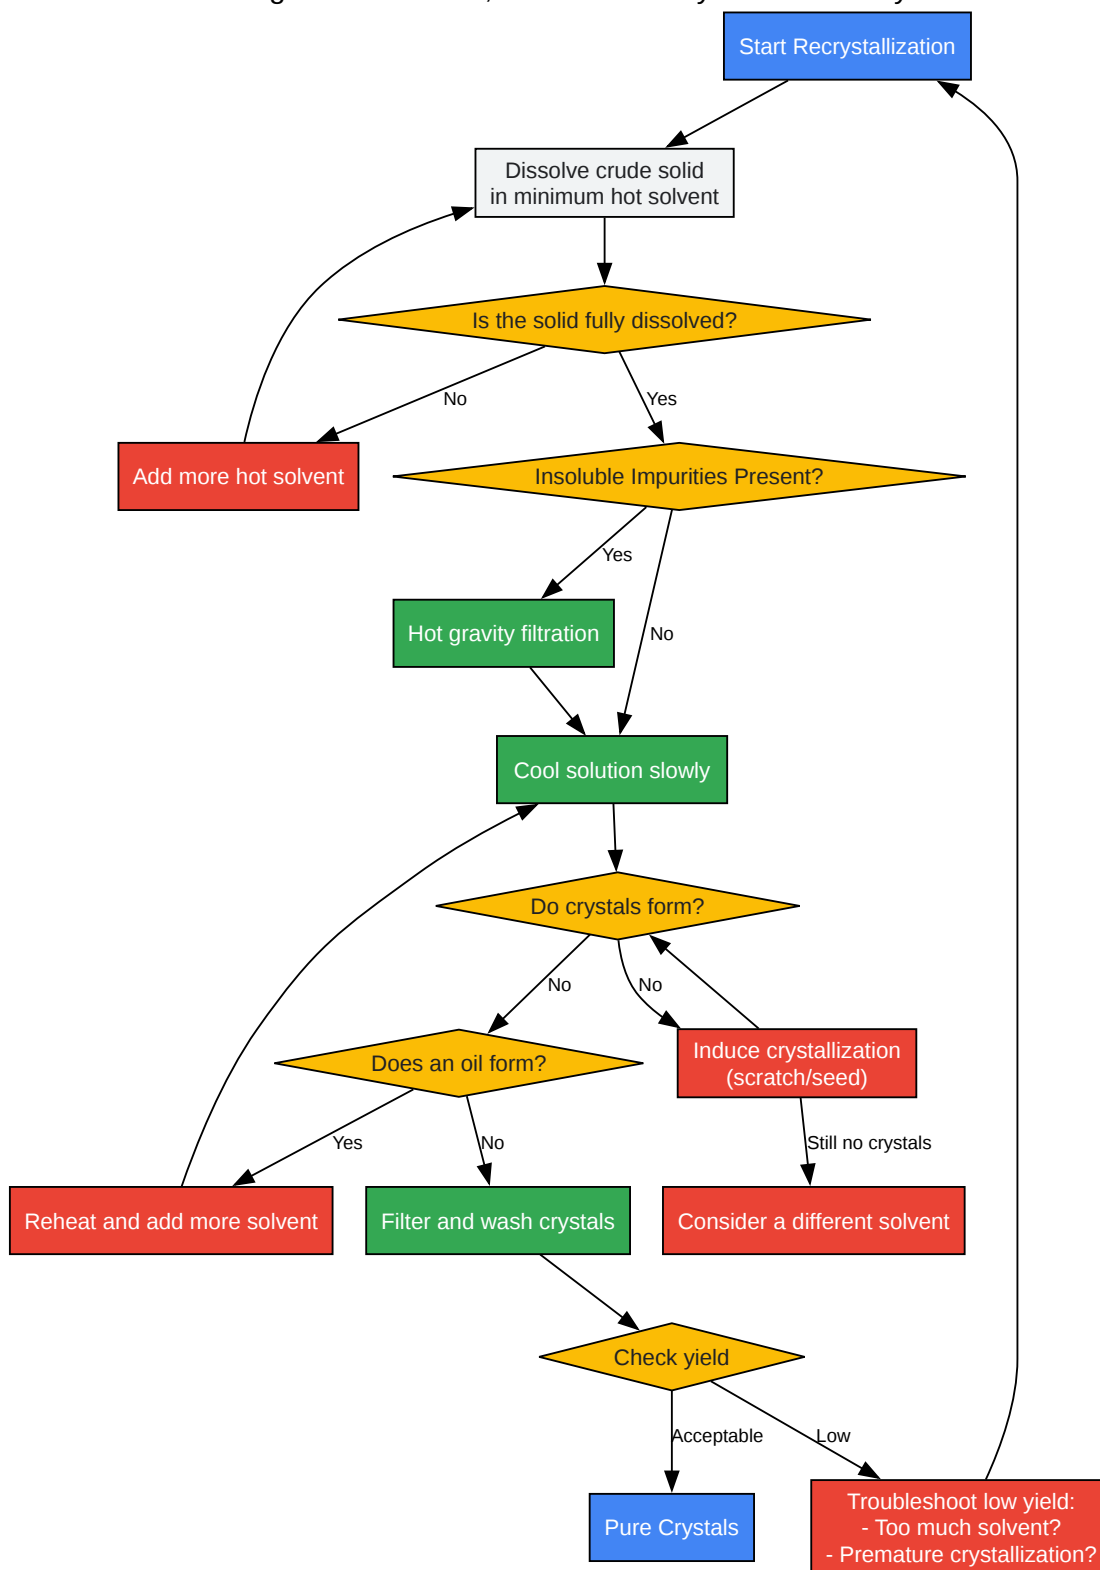 Start Recrystallization
Dissolve crude solid
in minimum hot solvent
Is the solid fully dissolved?
No
Yes
Add more hot solvent
Insoluble Impurities Present?
Yes
Hot gravity filtration
No
Cool solution slowly
Do crystals form?
No
No
Does an oil form?
Induce crystallization
(scratch/seed)
Yes
No
Still no crystals
Reheat and add more solvent
Filter and wash crystals
Consider a different solvent
Check yield
Acceptable
Low
Pure Crystals
Troubleshoot low yield:
- Too much solvent?
- Premature crystallization?